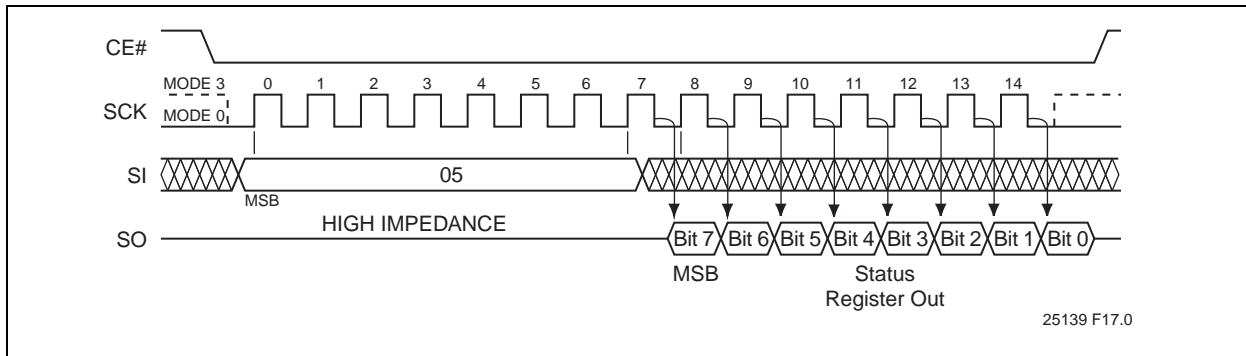 CE#
MODE 3 0 1 2 3 4 5 6 7 8 9 10 11 12 13 14
SCK MODE 0
SI 05
MSB
HIGH IMPEDANCE
SO Bit 7 Bit 6 Bit 5 Bit 4 Bit 3 Bit 2 Bit 1 Bit 0
MSB Status
Register Out
25139 F17.0